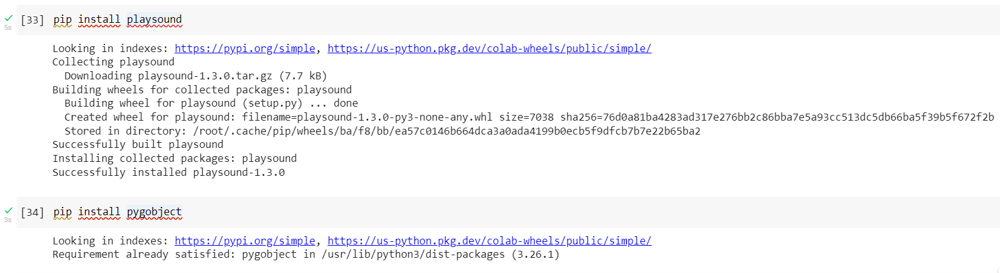 [33] pip install playsound
5s
Looking in indexes: https://pypi.org/simple, https://us-python.pkg.dev/colab-wheels/public/simple/
Collecting playsound
  Downloading playsound-1.3.0.tar.gz (7.7 kB)
Building wheels for collected packages: playsound
  Building wheel for playsound (setup.py) ... done
  Created wheel for playsound: filename=playsound-1.3.0-py3-none-any.whl size=7038 sha256=76d0a81ba4283ad317e276bb2c86bba7e5a93cc513dc5db66ba5f39b5f672f2b
  Stored in directory: /root/.cache/pip/wheels/ba/f8/bb/ea57c0146b664dca3a0ada4199b0ecb5f9dfcb7b7e22b65ba2
Successfully built playsound
Installing collected packages: playsound
Successfully installed playsound-1.3.0
[34] pip install pygobject
3s
Looking in indexes: https://pypi.org/simple, https://us-python.pkg.dev/colab-wheels/public/simple/
Requirement already satisfied: pygobject in /usr/lib/python3/dist-packages (3.26.1)